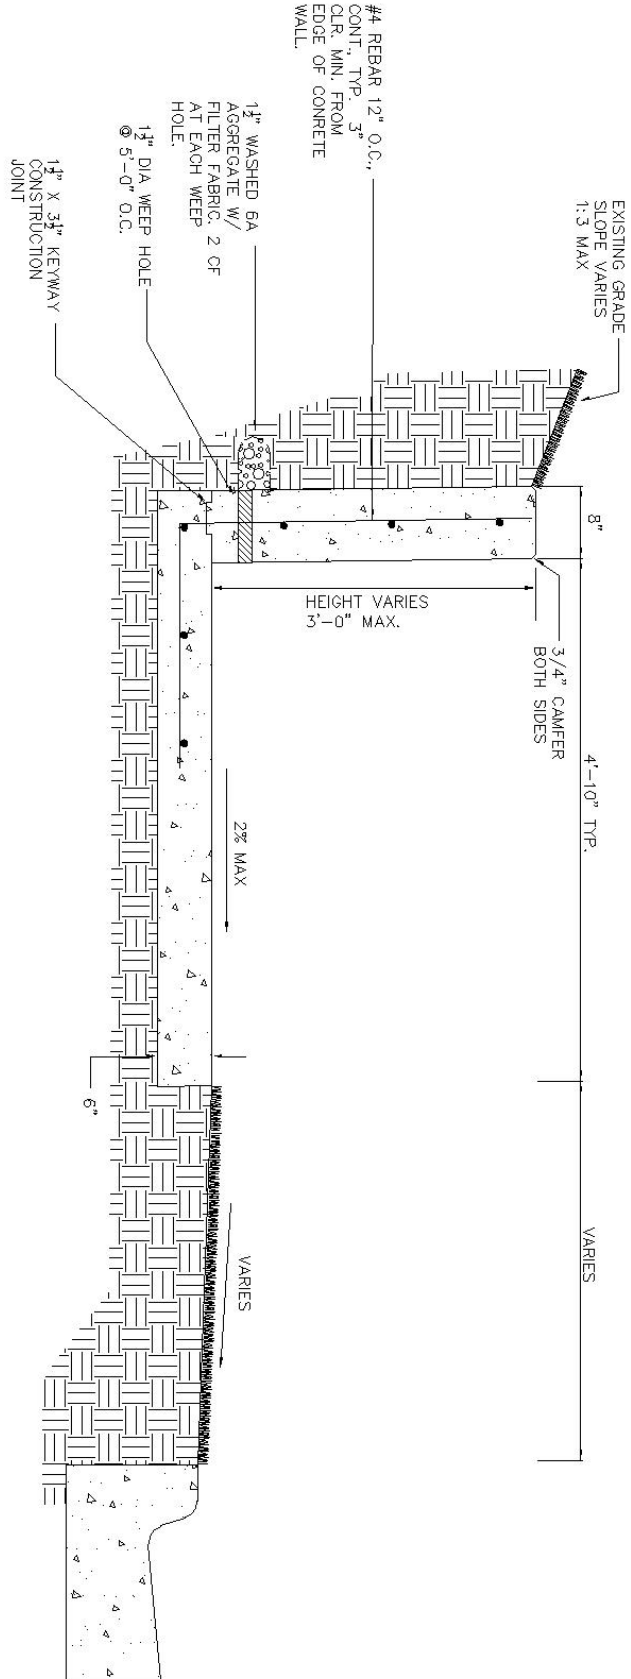 EXISTING GRADE
SLOPE VARIES
1:3 MAX
8"
4'-10" TYP.
VARIES
3/4" CAMFER
BOTH SIDES
#4 REBAR 12" O.C.,
CONT., TYP. 3"
CLR. MIN. FROM
EDGE OF CONRETE
WALL.
HEIGHT VARIES
3'-0" MAX.
1½" WASHED 6A
AGGREGATE W/
FILTER FABRIC. 2 CF
AT EACH WEEP
HOLE.
2% MAX
VARIES
1½" DIA WEEP HOLE
@ 5'-0" O.C.
6"
1½" X 3½" KEYWAY
CONSTRUCTION
JOINT